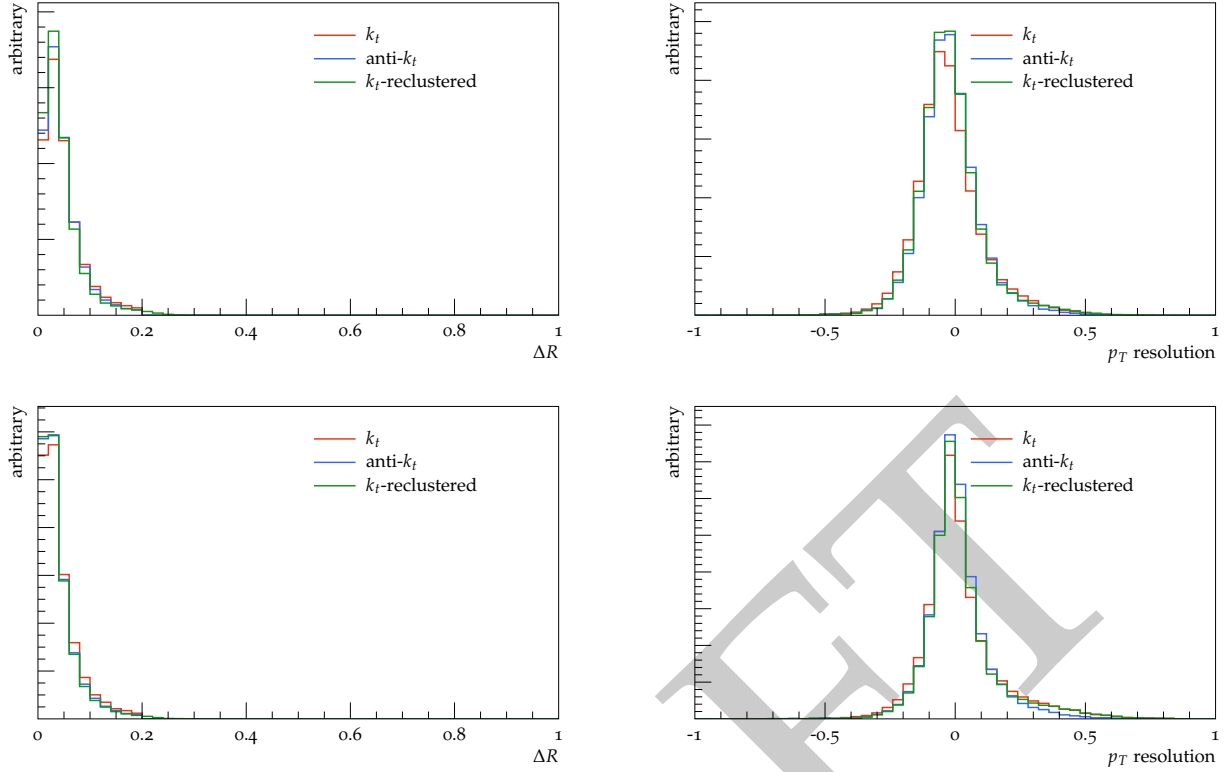 arbitrary
k_t
anti-k_t
k_t-reclustered
0 0.2 0.4 0.6 0.8 1
ΔR
arbitrary
k_t
anti-k_t
k_t-reclustered
-1 -0.5 0 0.5 1
p_T resolution
arbitrary
k_t
anti-k_t
k_t-reclustered
0 0.2 0.4 0.6 0.8 1
ΔR
arbitrary
k_t
anti-k_t
k_t-reclustered
-1 -0.5 0 0.5 1
p_T resolution
FT